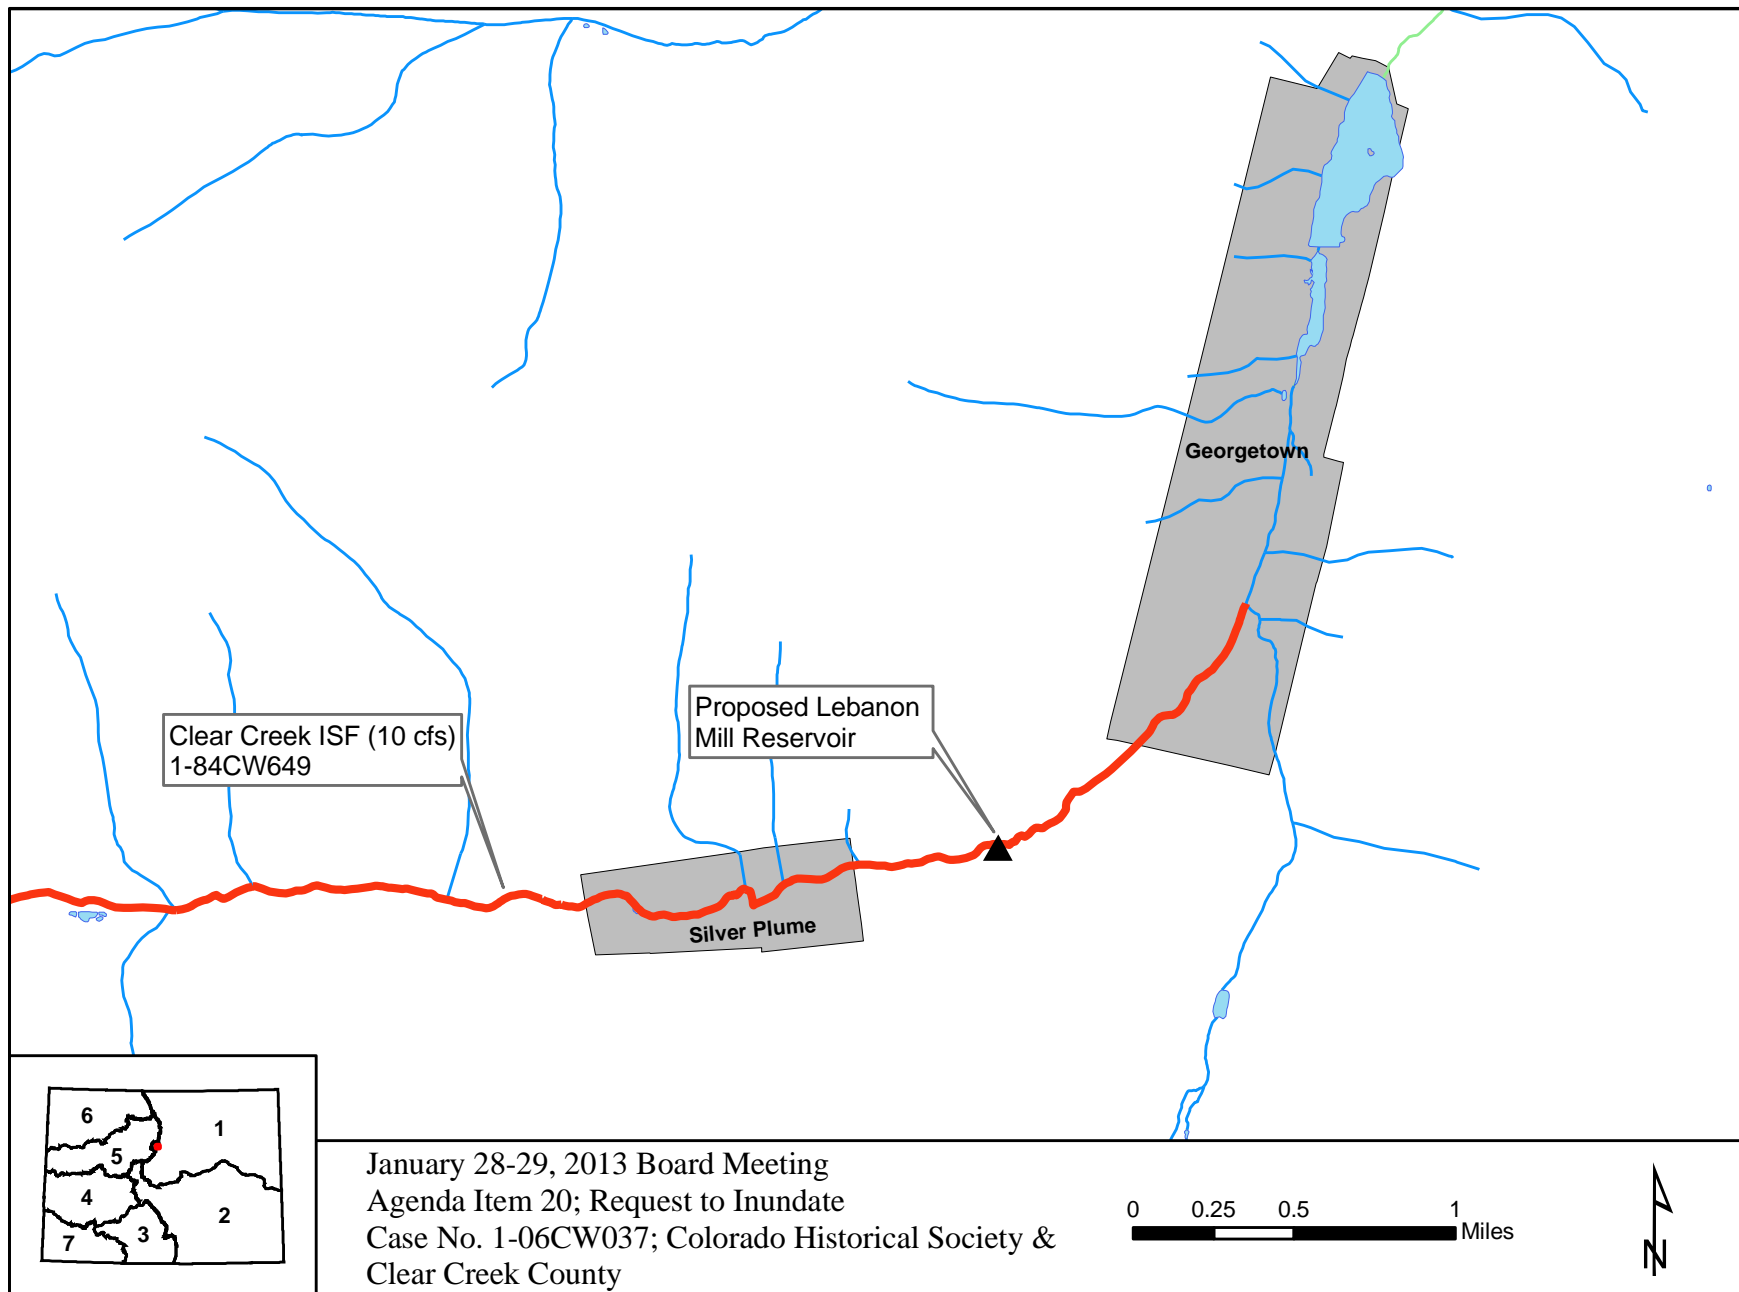 Georgetown
Proposed Lebanon
Mill Reservoir
Clear Creek ISF (10 cfs)
1-84CW649
Silver Plume
6
1
5
4
2
3
7
January 28-29, 2013 Board Meeting
Agenda Item 20; Request to Inundate
Case No. 1-06CW037; Colorado Historical Society &
Clear Creek County
0 0.25 0.5 1
Miles
N